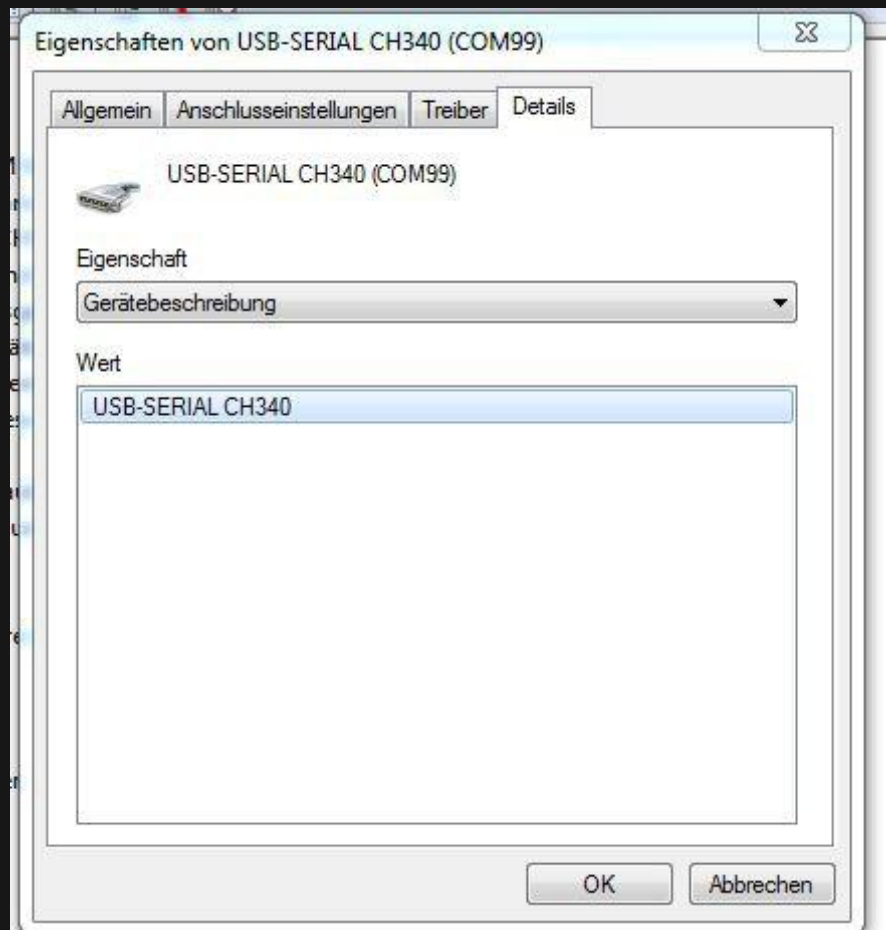 Eigenschaften von USB-SERIAL CH340 (COM99)
Allgemein Anschlusseinstellungen Treiber Details
USB-SERIAL CH340 (COM99)
Eigenschaft
Gerätebeschreibung
Wert
USB-SERIAL CH340
OK Abbrechen